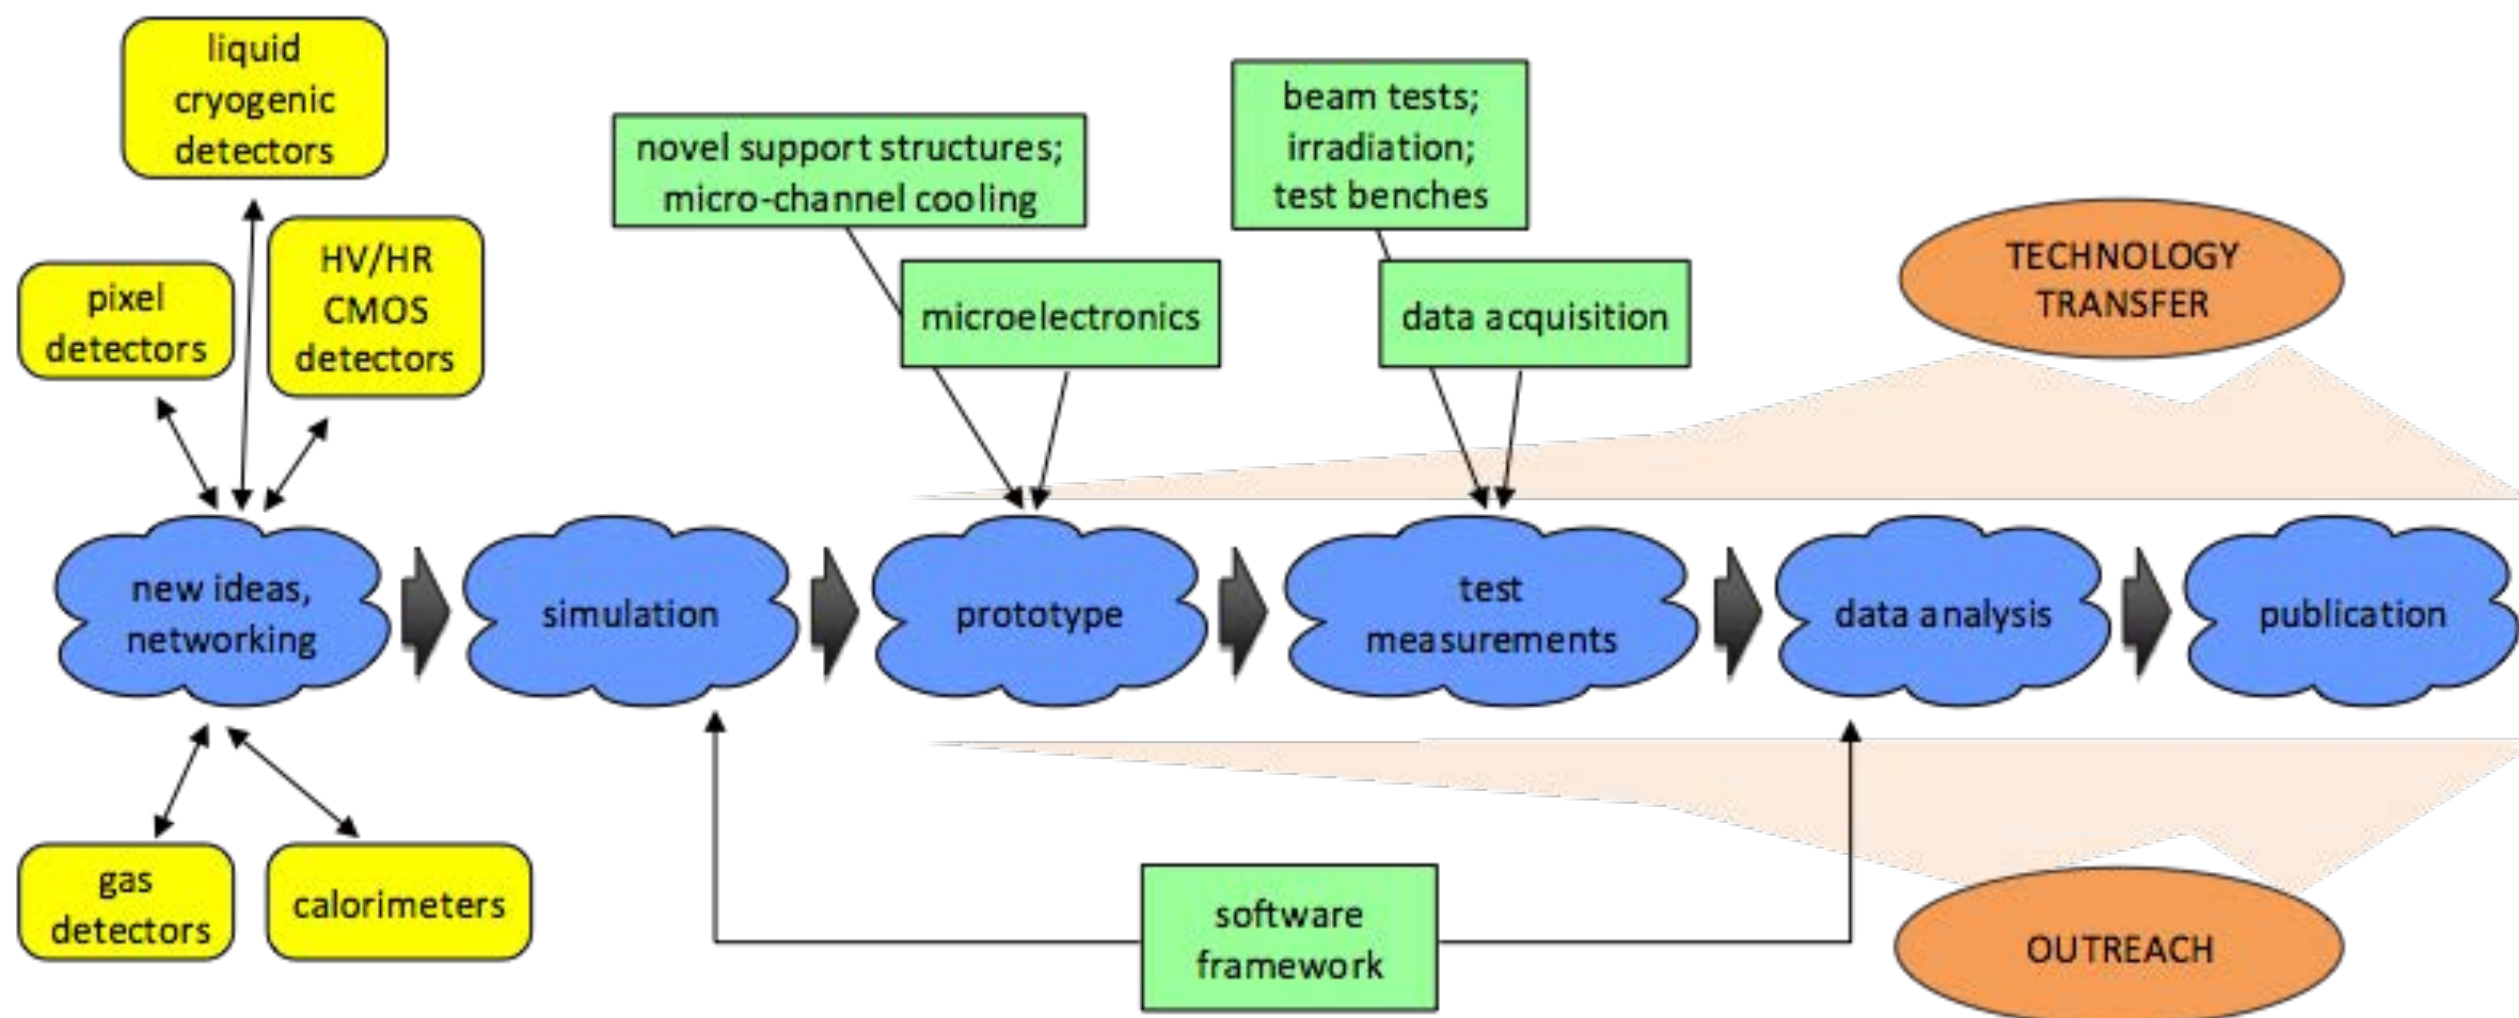 liquid
cryogenic
detectors
pixel
detectors
HV/HR
CMOS
detectors
novel support structures;
micro-channel cooling
microelectronics
beam tests;
irradiation;
test benches
data acquisition
TECHNOLOGY
TRANSFER
new ideas,
networking
simulation
prototype
test
measurements
data analysis
publication
gas
detectors
calorimeters
software
framework
OUTREACH